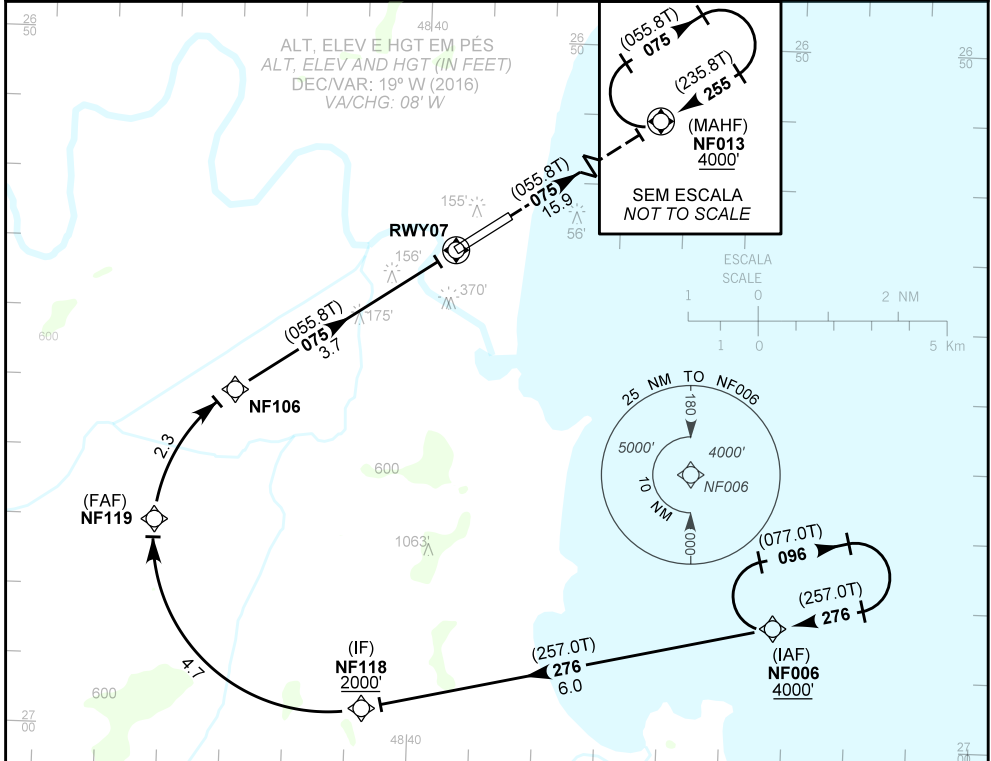 26
50
48 40
26
50
26
50
26
50
ALT, ELEV E HGT EM PÉS
ALT, ELEV AND HGT (IN FEET)
DEC/VAR: 19º W (2016)
VA/CHG: 08' W
(055.8T)
075
(235.8T)
255
(MAHF)
NF013
4000'
SEM ESCALA
NOT TO SCALE
(055.8T)
075
15.9
155'
56'
RWY07
156'
370'
175'
ESCALA
SCALE
1 0 2 NM
1 0 5 Km
600
(055.8T)
075
3.7
NF106
25 NM TO NF006
180
5000'
4000'
NF006
10 NM
000
2.3
600
(FAF)
NF119
1063'
(077.0T)
096
(257.0T)
276
(IAF)
NF006
4000'
(257.0T)
276
6.0
(IF)
NF118
2000'
4.7
600
27
00
48 40
27
00